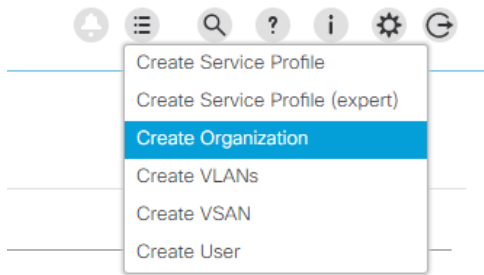 ? i
Create Service Profile
Create Service Profile (expert)
Create Organization
Create VLANs
Create VSAN
Create User